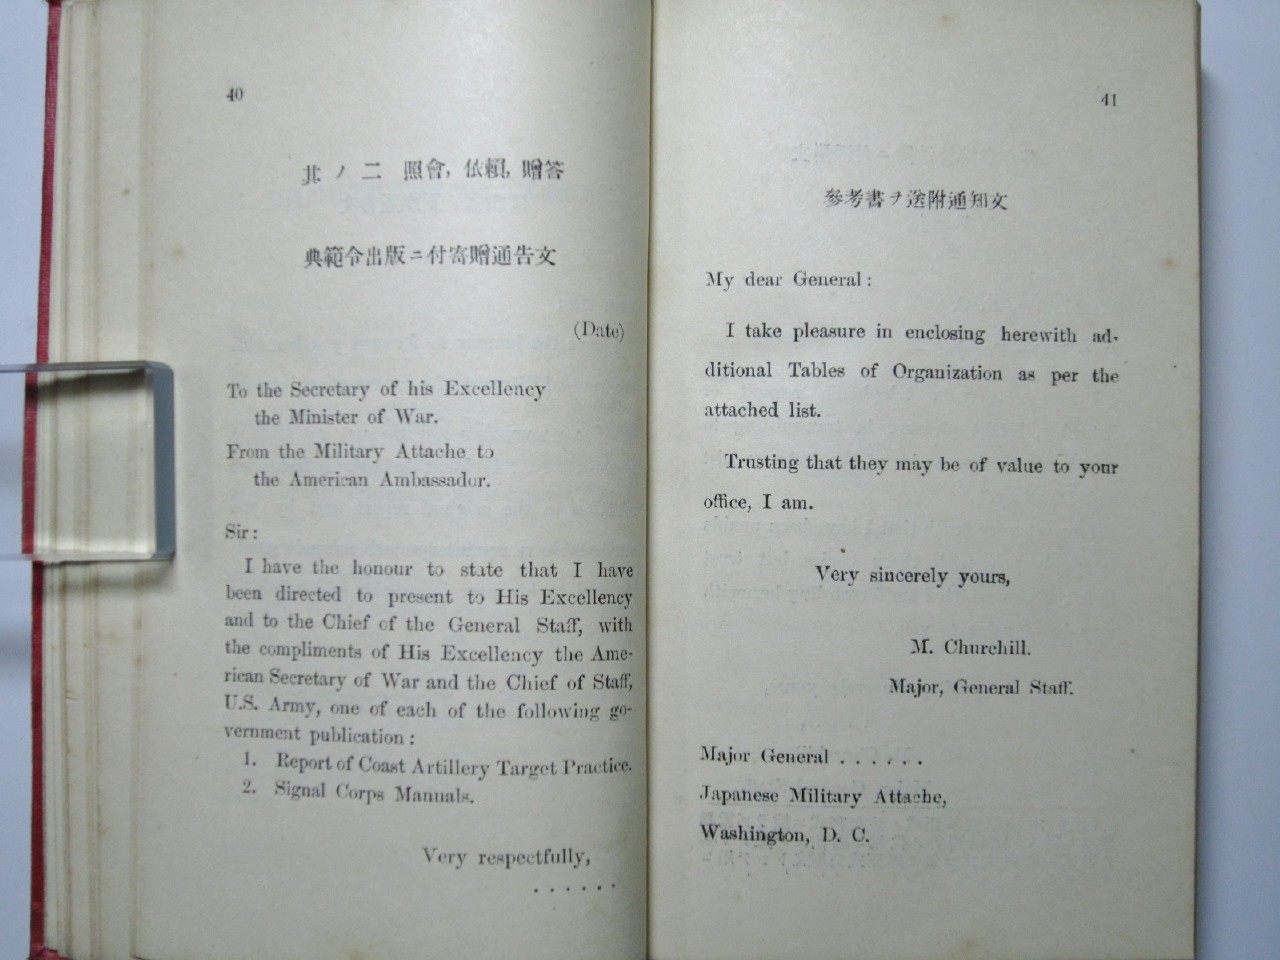 40
其ノ二 照會, 依賴, 贈答
典範令出版ニ付寄贈通告文
(Date)
To the Secretary of his Excellency
the Minister of War.
From the Military Attache to
the American Ambassador.
Sir:
I have the honour to state that I have
been directed to present to His Excellency
and to the Chief of the General Staff, with
the compliments of His Excellency the Ame-
rican Secretary of War and the Chief of Staff,
U.S. Army, one of each of the following go-
vernment publication:
1. Report of Coast Artillery Target Practice.
2. Signal Corps Manuals.
Very respectfully,
. . . . . .
41
參考書ヲ送附通知文
My dear General:
I take pleasure in enclosing herewith ad-
ditional Tables of Organization as per the
attached list.
Trusting that they may be of value to your
office, I am.
Very sincerely yours,
M. Churchill.
Major, General Staff.
Major General . . . . . .
Japanese Military Attache,
Washington, D. C.